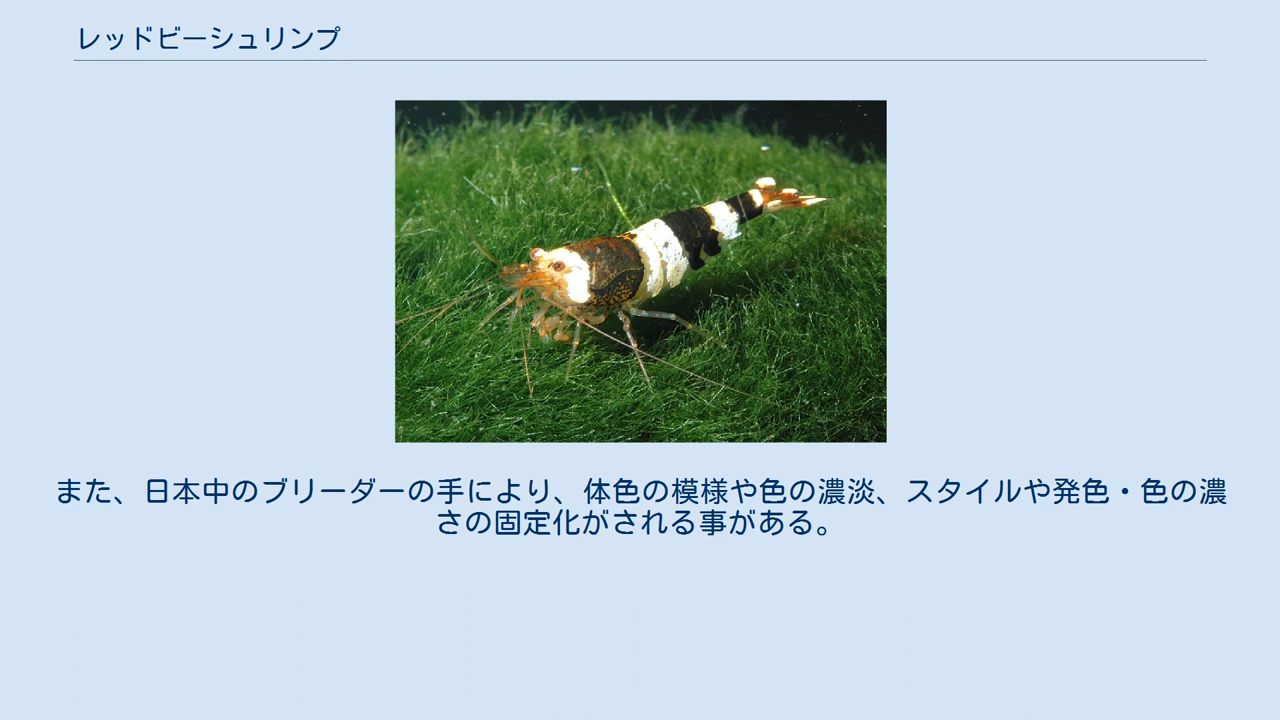 レッドビーシュリンプ
また、日本中のブリーダーの手により、体色の模様や色の濃淡、スタイルや発色・色の濃
さの固定化がされる事がある。